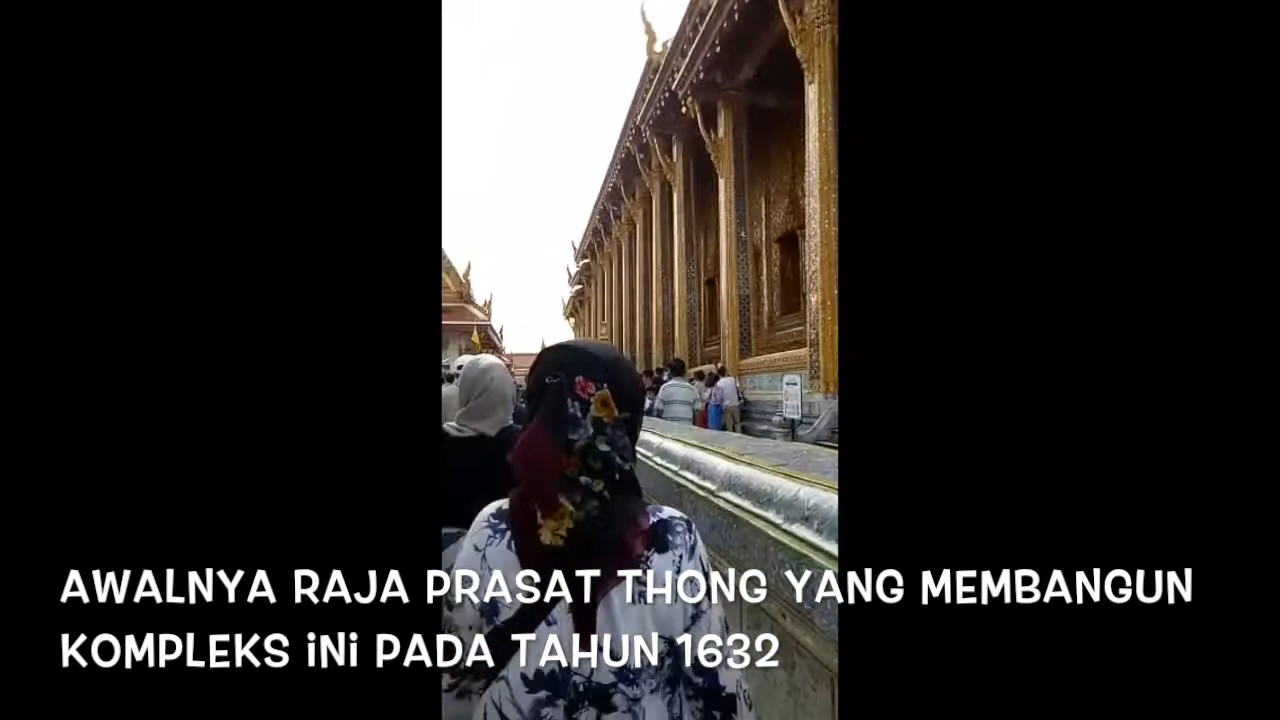 AWALNYA RAJA PRASAT THONG YANG MEMBANGUN
KOMPLEKS iNi PADA TAHUN 1632